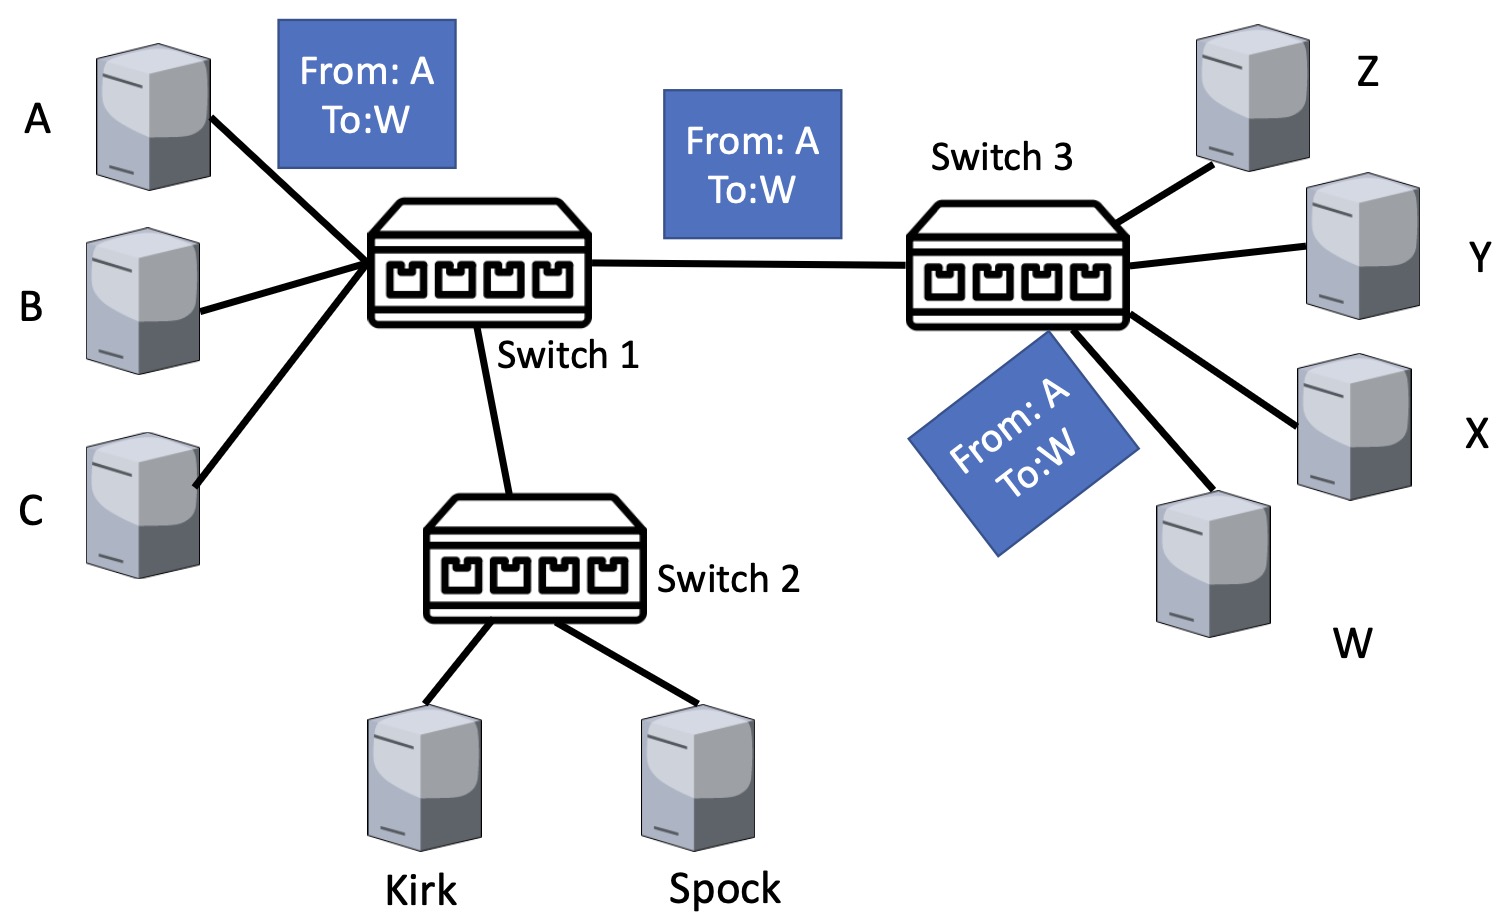 A
From: A
To:W
Z
From: A
To:W
Switch 3
Y
B
Switch 1
From: A
To:W
X
C
Switch 2
W
Kirk
Spock